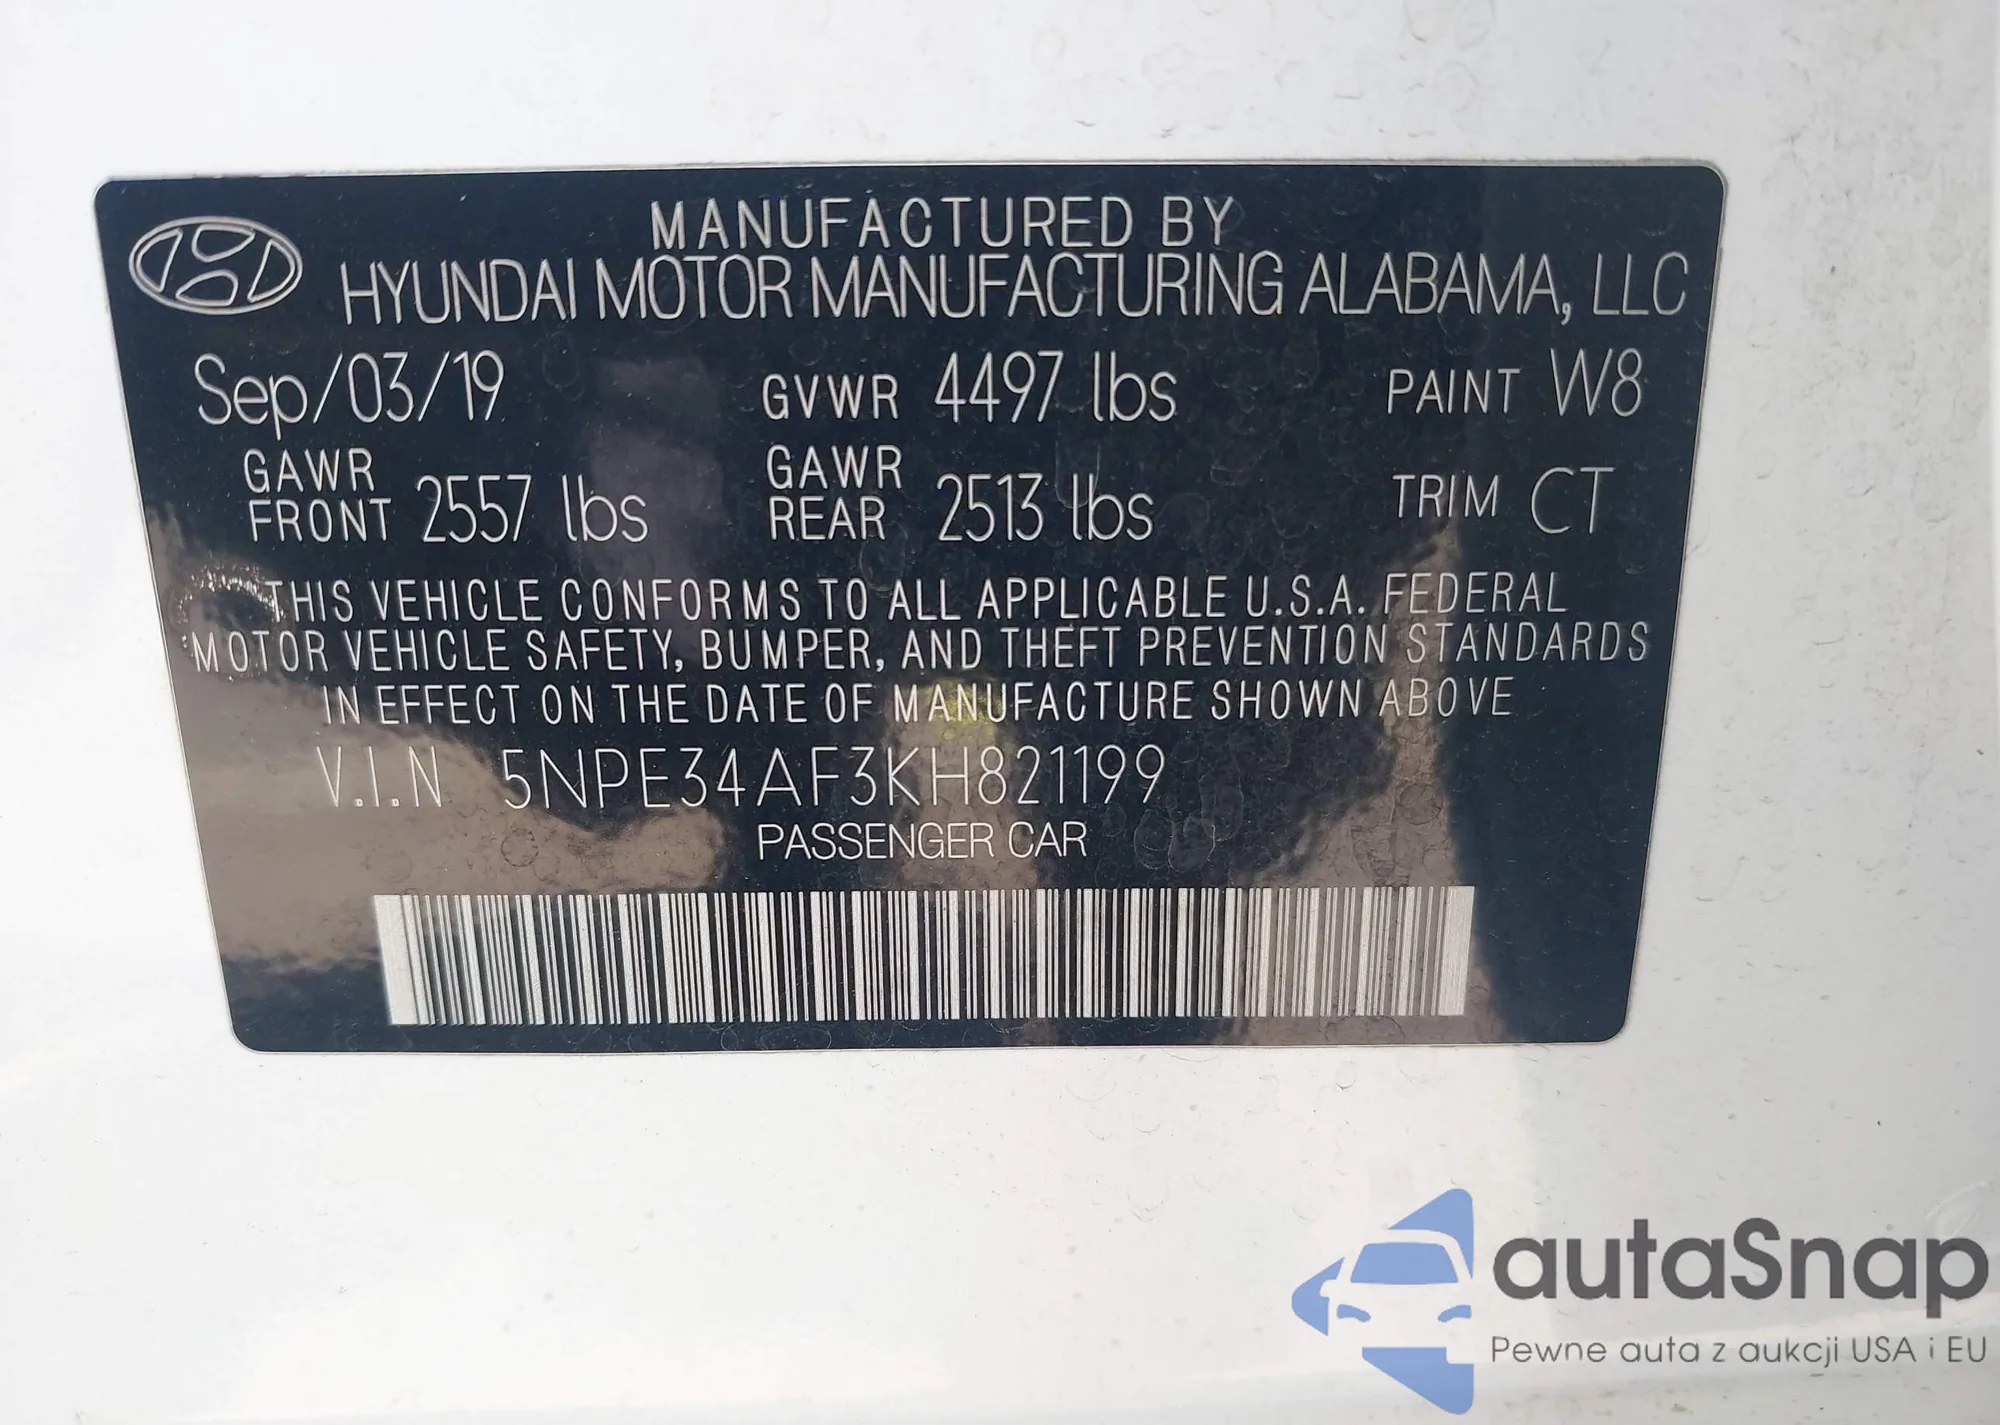 MANUFACTURED BY
HYUNDAI MOTOR MANUFACTURING ALABAMA, LLC
Sep/03/19 GVWR 4497 lbs PAINT W8
GAWR FRONT 2557 lbs GAWR REAR 2513 lbs TRIM CT
THIS VEHICLE CONFORMS TO ALL APPLICABLE U.S.A. FEDERAL
MOTOR VEHICLE SAFETY, BUMPER, AND THEFT PREVENTION STANDARDS
IN EFFECT ON THE DATE OF MANUFACTURE SHOWN ABOVE
V.I.N 5NPE34AF3KH821199
PASSENGER CAR
autaSnap
Pewne auta z aukcji USA i EU